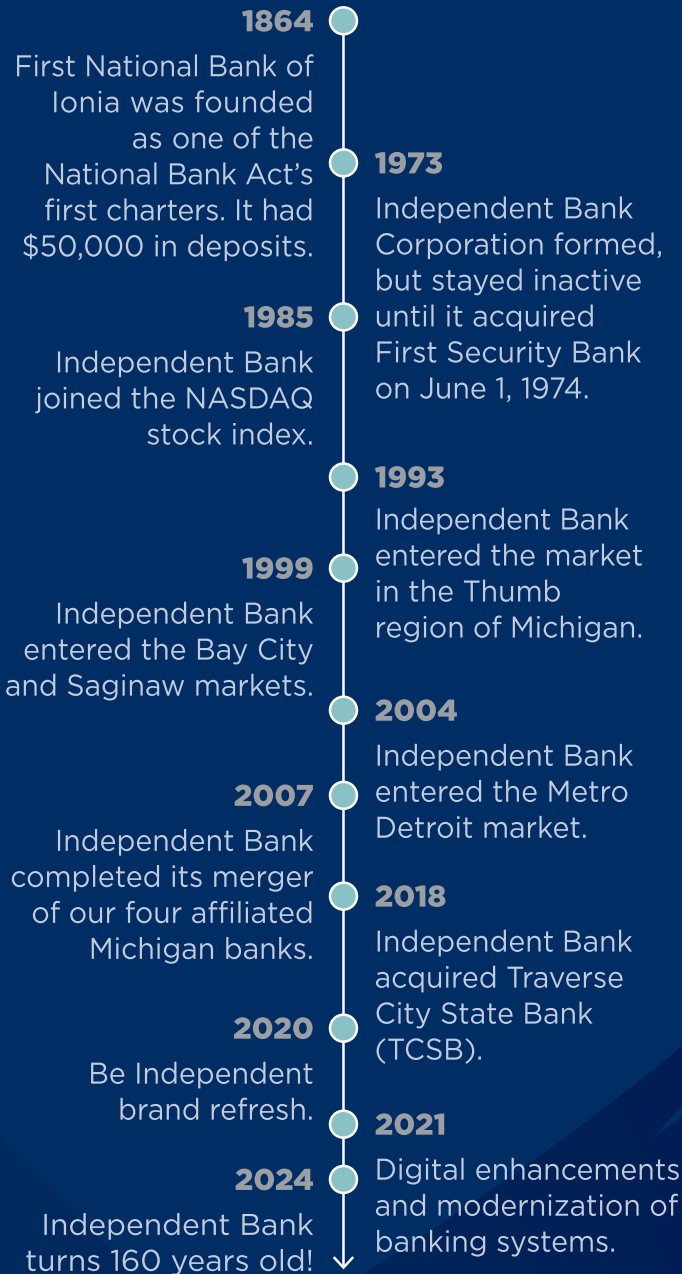 1864
First National Bank of
Ionia was founded
as one of the
National Bank Act’s
first charters. It had
$50,000 in deposits.
1973
Independent Bank
Corporation formed,
but stayed inactive
until it acquired
First Security Bank
on June 1, 1974.
1985
Independent Bank
joined the NASDAQ
stock index.
1993
Independent Bank
entered the market
in the Thumb
region of Michigan.
1999
Independent Bank
entered the Bay City
and Saginaw markets.
2004
Independent Bank
entered the Metro
Detroit market.
2007
Independent Bank
completed its merger
of our four affiliated
Michigan banks.
2018
Independent Bank
acquired Traverse
City State Bank
(TCSB).
2020
Be Independent
brand refresh.
2021
Digital enhancements
and modernization of
banking systems.
2024
Independent Bank
turns 160 years old!